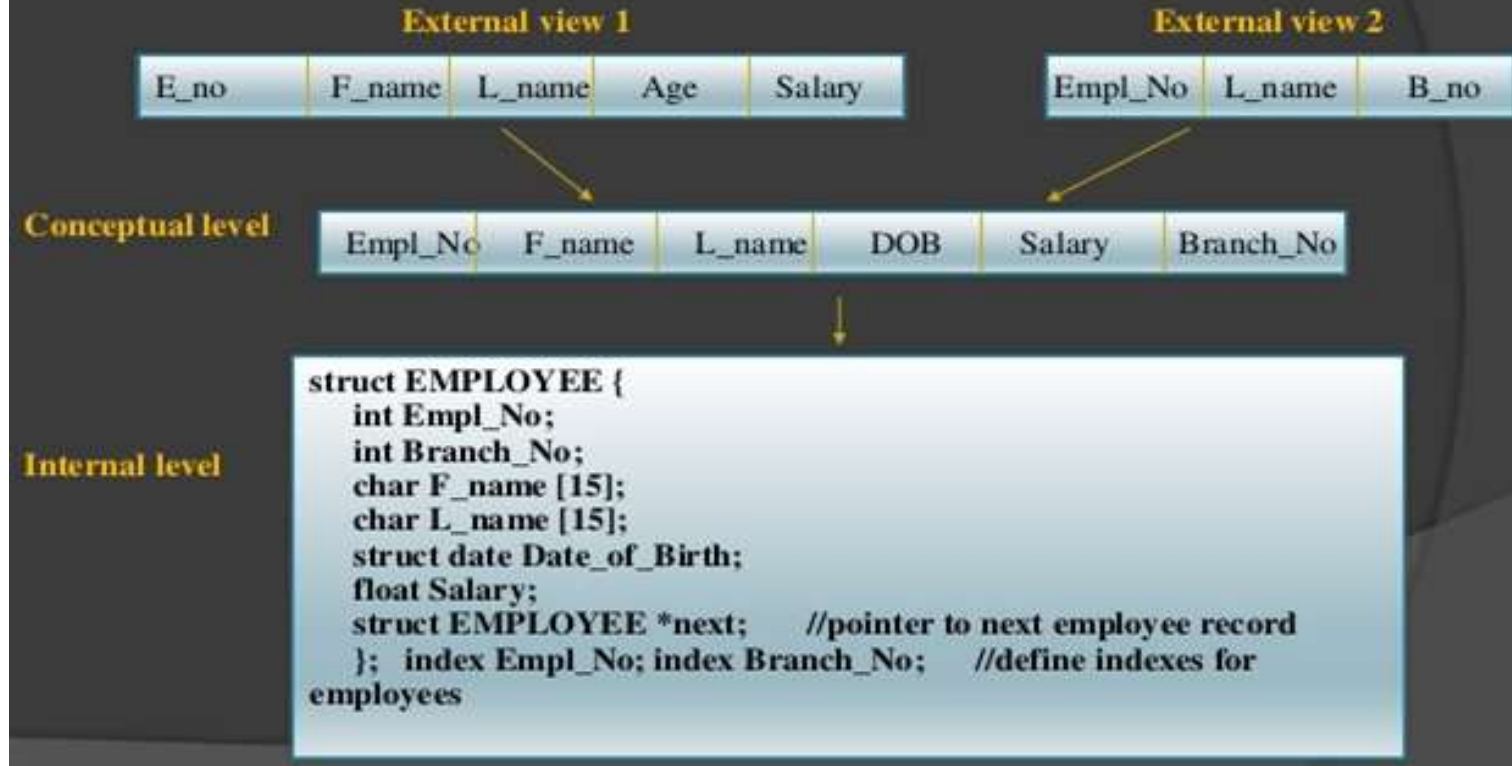 External view 1
External view 2
E_no F_name L_name Age Salary
Empl_No L_name B_no
Conceptual level
Empl_No F_name L_name DOB Salary Branch_No
Internal level
struct EMPLOYEE {
int Empl_No;
int Branch_No;
char F_name [15];
char L_name [15];
struct date Date_of_Birth;
float Salary;
struct EMPLOYEE *next; //pointer to next employee record
}; index Empl_No; index Branch_No; //define indexes for
employees